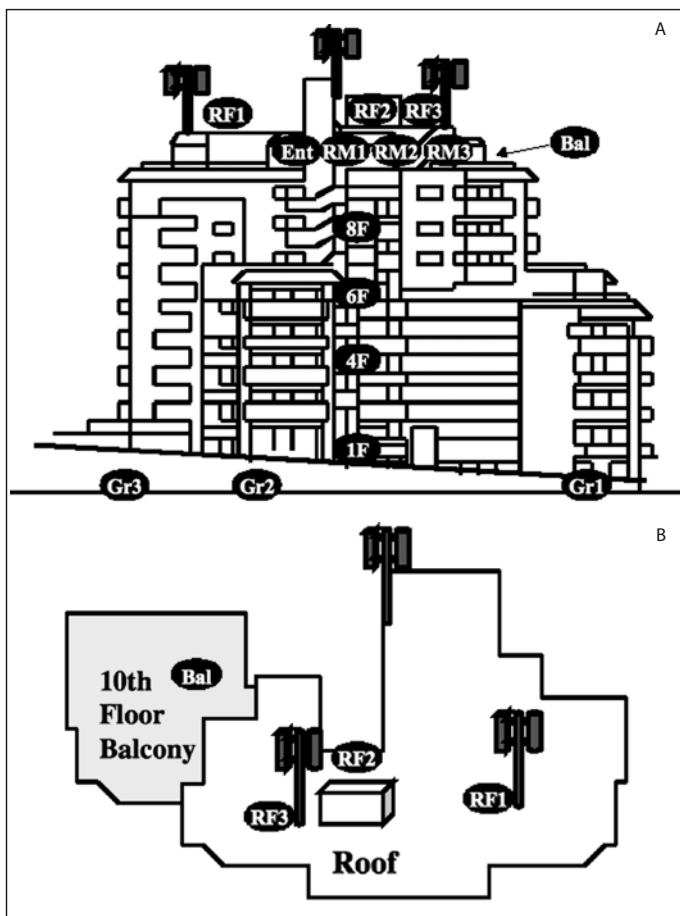 A
RF1
RF2 RF3
Ent RM1 RM2 RM3 Bal
8F
6F
4F
1F
Gr3 Gr2 Gr1
B
10th
Floor
Balcony
Bal
RF2
RF3
RF1
Roof